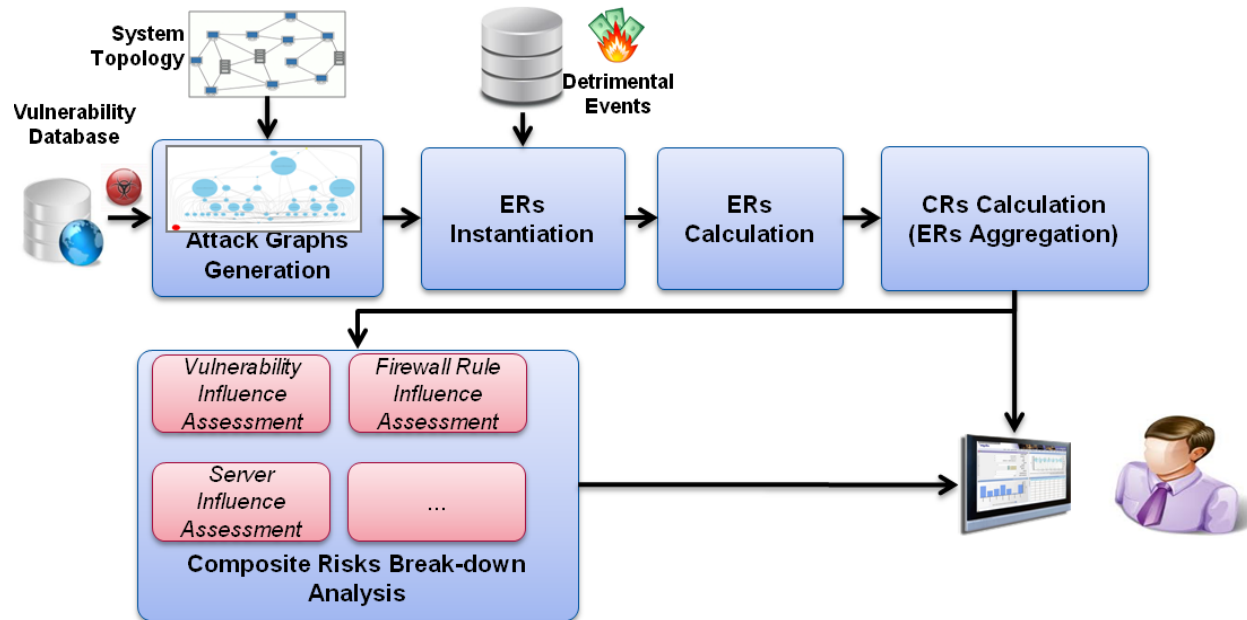 System
Topology
Detrimental
Events
Vulnerability
Database
Attack Graphs
Generation
ERs
Instantiation
ERs
Calculation
CRs Calculation
(ERs Aggregation)
Vulnerability
Influence
Assessment
Firewall Rule
Influence
Assessment
Server
Influence
Assessment
...
Composite Risks Break-down
Analysis